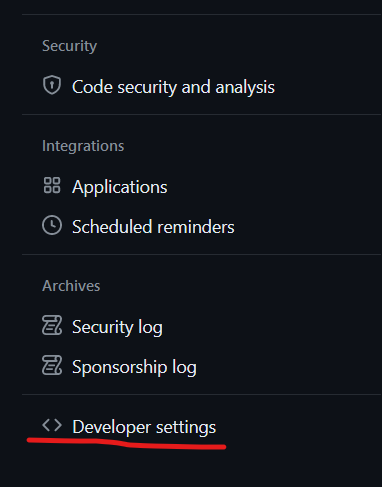 Security
Code security and analysis
Integrations
Applications
Scheduled reminders
Archives
Security log
Sponsorship log
Developer settings